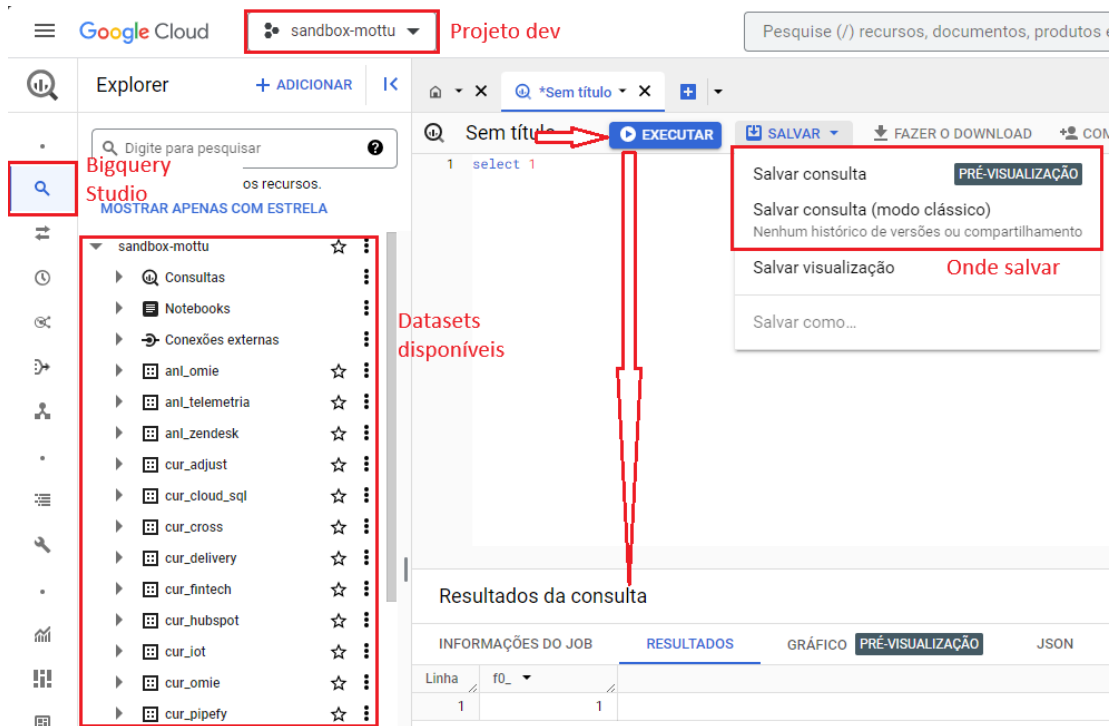 Google Cloud
sandbox-mottu
Projeto dev
Pesquise (/) recursos, documentos, produtos e
Explorer
+ ADICIONAR
*Sem título
Sem título
EXECUTAR
SALVAR
FAZER O DOWNLOAD
COM
Digite para pesquisar
Bigquery
Studio
os recursos.
MOSTRAR APENAS COM ESTRELA
1 select 1
Salvar consulta PRÉ-VISUALIZAÇÃO
Salvar consulta (modo clássico)
Nenhum histórico de versões ou compartilhamento
Salvar visualização
Onde salvar
Salvar como...
sandbox-mottu
Consultas
Notebooks
Conexões externas
anl_omie
anl_telemetria
anl_zendesk
cur_adjust
cur_cloud_sql
cur_cross
cur_delivery
cur_fintech
cur_hubspot
cur_iot
cur_omie
cur_pipefy
Datasets
disponíveis
Resultados da consulta
INFORMAÇÕES DO JOB
RESULTADOS
GRÁFICO PRÉ-VISUALIZAÇÃO
JSON
Linha f0_
1 1